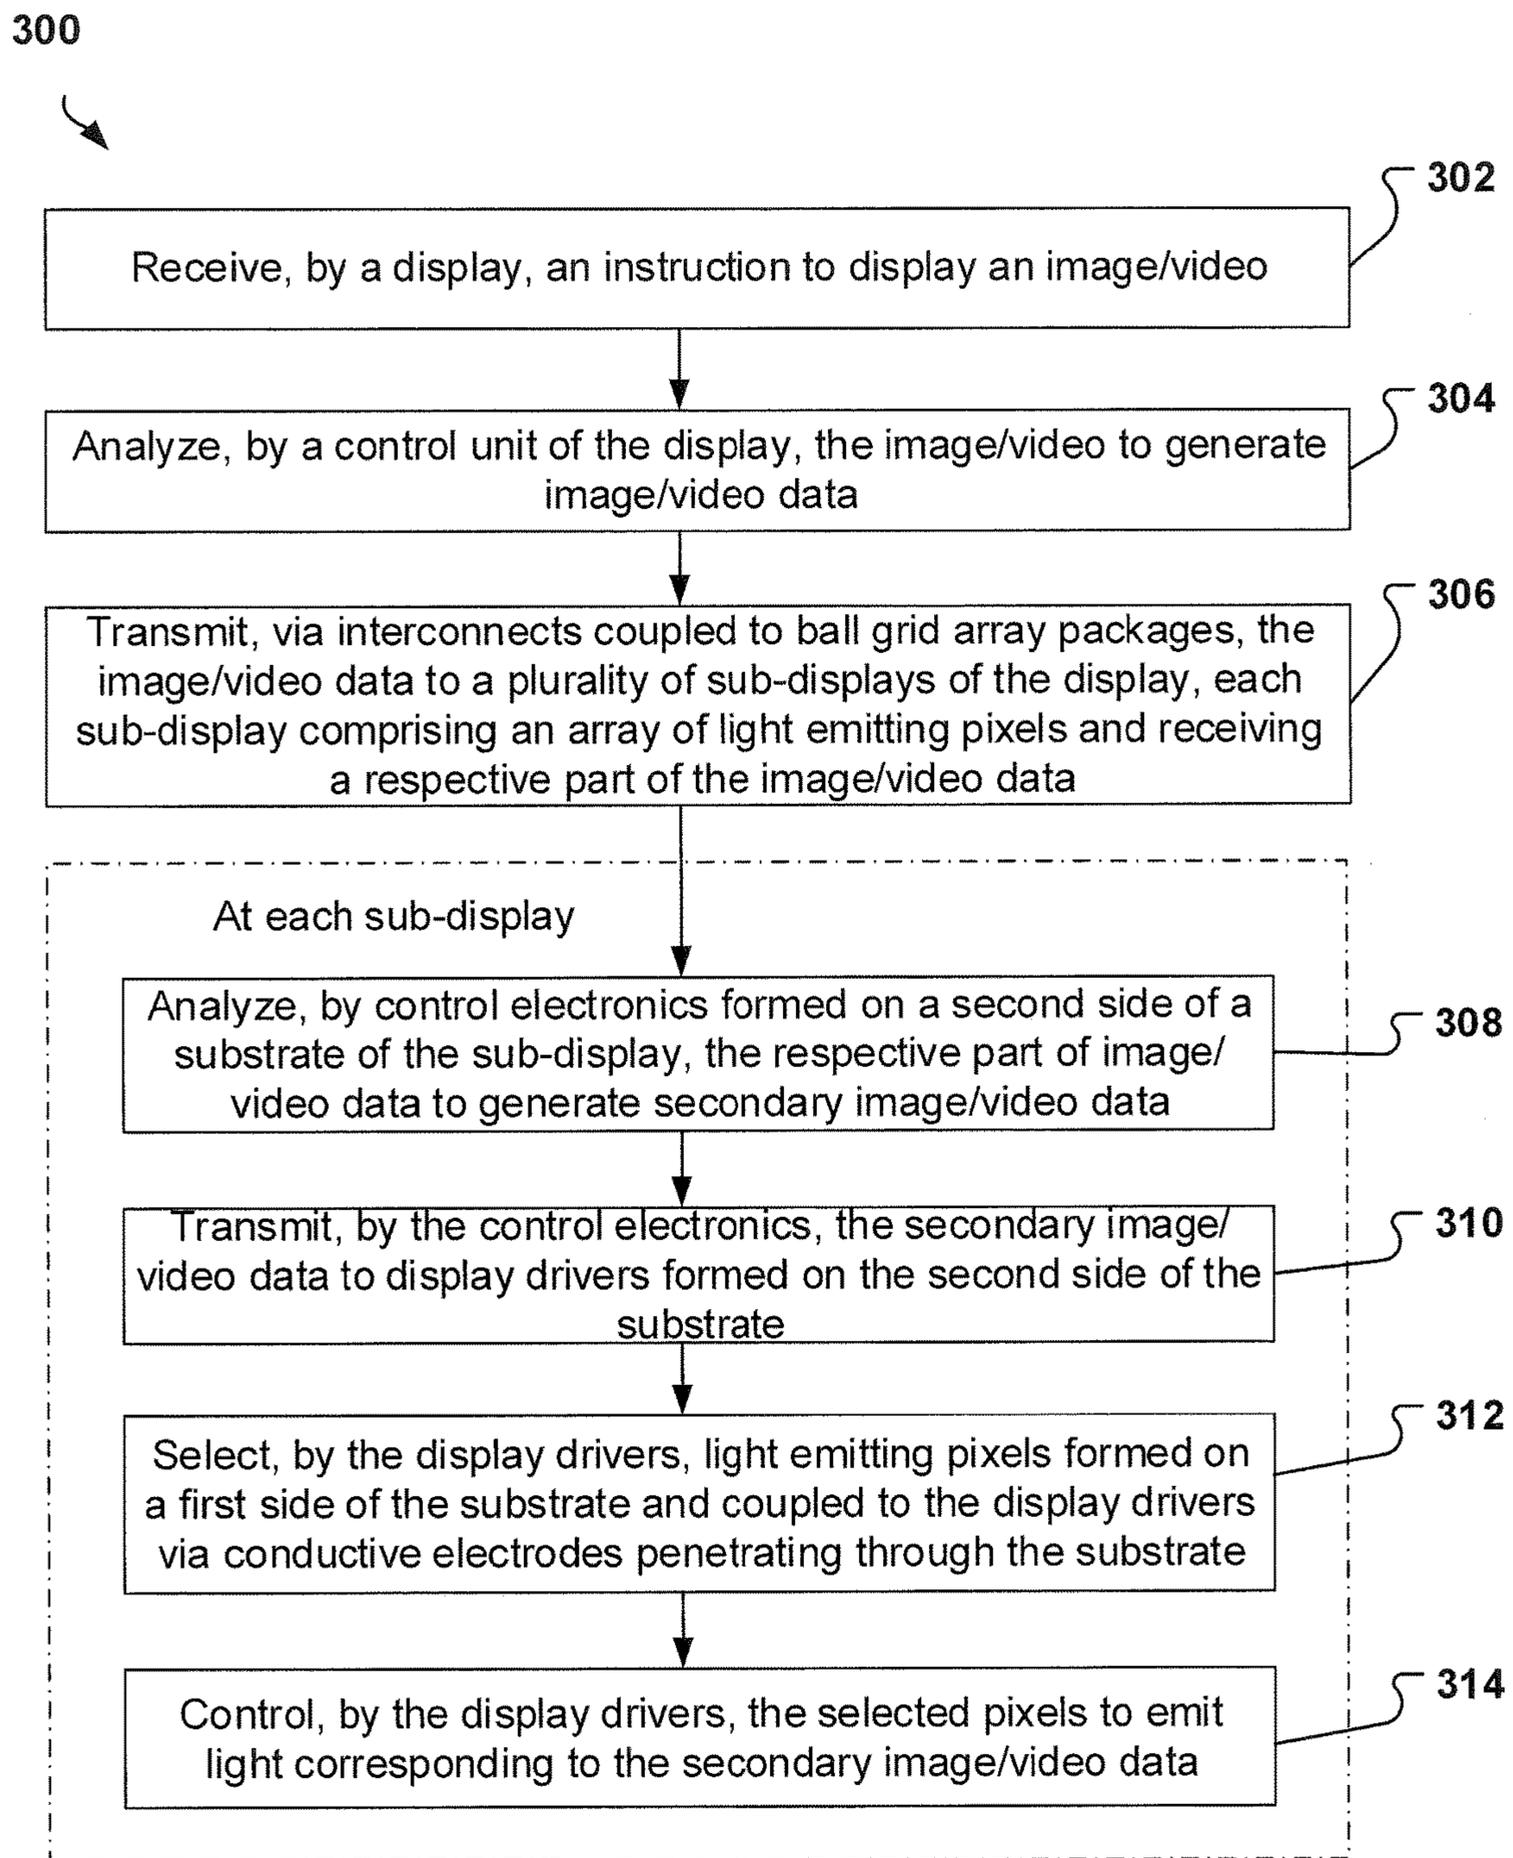 300
302
Receive, by a display, an instruction to display an image/video
304
Analyze, by a control unit of the display, the image/video to generate
image/video data
306
Transmit, via interconnects coupled to ball grid array packages, the
image/video data to a plurality of sub-displays of the display, each
sub-display comprising an array of light emitting pixels and receiving
a respective part of the image/video data
At each sub-display
Analyze, by control electronics formed on a second side of a
substrate of the sub-display, the respective part of image/
video data to generate secondary image/video data
308
Transmit, by the control electronics, the secondary image/
video data to display drivers formed on the second side of the
substrate
310
Select, by the display drivers, light emitting pixels formed on
a first side of the substrate and coupled to the display drivers
via conductive electrodes penetrating through the substrate
312
Control, by the display drivers, the selected pixels to emit
light corresponding to the secondary image/video data
314